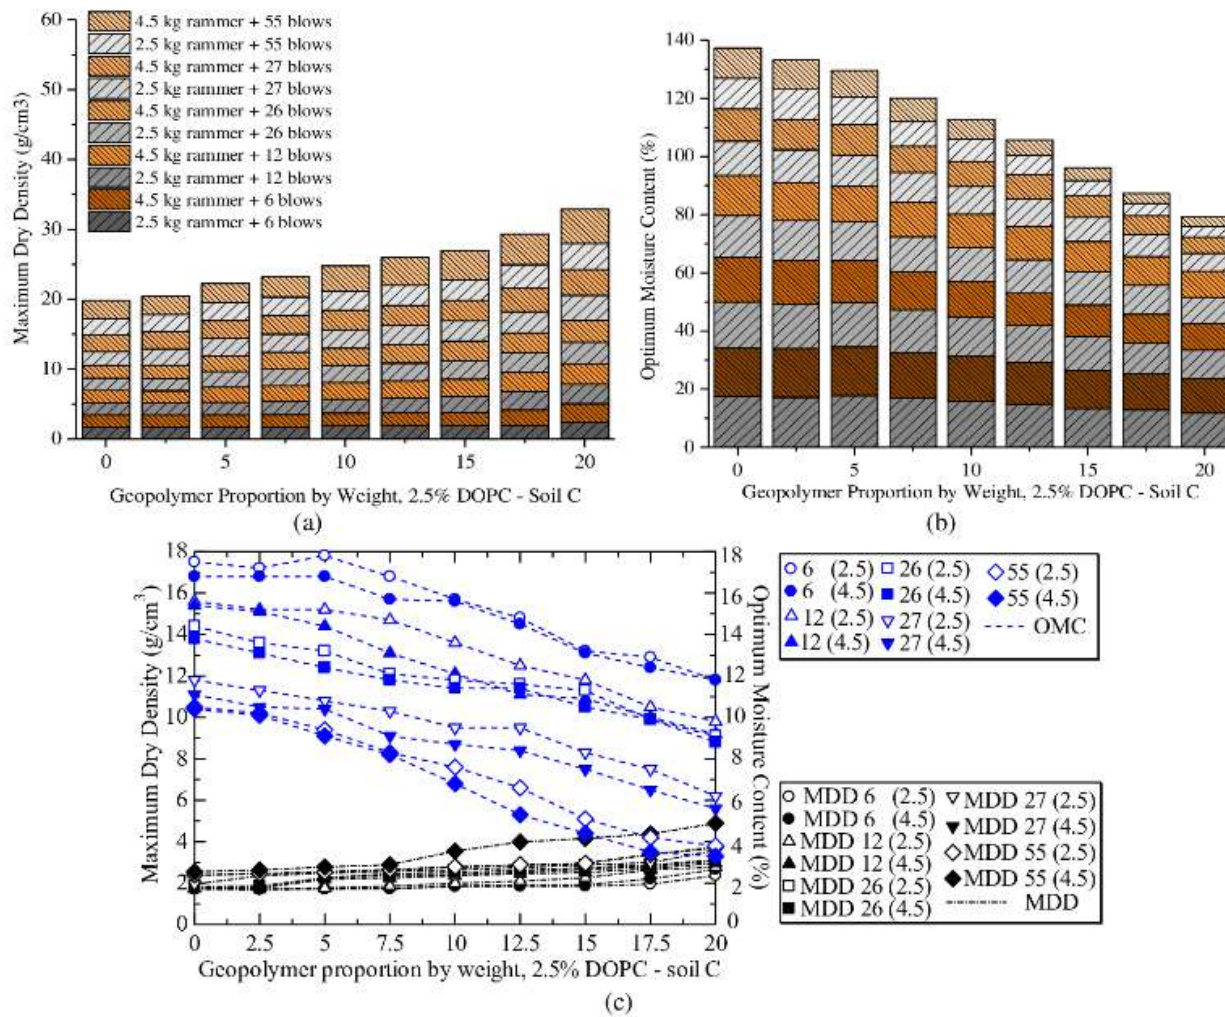 60
50
40
30
20
10
0
Maximum Dry Density (g/cm3)
4.5 kg rammer + 55 blows
2.5 kg rammer + 55 blows
4.5 kg rammer + 27 blows
2.5 kg rammer + 27 blows
4.5 kg rammer + 26 blows
2.5 kg rammer + 26 blows
4.5 kg rammer + 12 blows
2.5 kg rammer + 12 blows
4.5 kg rammer + 6 blows
2.5 kg rammer + 6 blows
0 5 10 15 20
Geopolymer Proportion by Weight, 2.5% DOPC - Soil C
(a)
140
120
100
80
60
40
20
0
Optimum Moisture Content (%)
0 5 10 15 20
Geopolymer Proportion by Weight, 2.5% DOPC - Soil C
(b)
18
16
14
12
10
8
6
4
2
0
Maximum Dry Density (g/cm³)
18
16
14
12
10
8
6
4
2
0
Optimum Moisture Content (%)
0 2.5 5 7.5 10 12.5 15 17.5 20
Geopolymer proportion by weight, 2.5% DOPC - soil C
6 (2.5) 26 (2.5) 55 (2.5)
6 (4.5) 26 (4.5) 55 (4.5)
12 (2.5) 27 (2.5) OMC
12 (4.5) 27 (4.5)
MDD 6 (2.5) MDD 27 (2.5)
MDD 6 (4.5) MDD 27 (4.5)
MDD 12 (2.5) MDD 55 (2.5)
MDD 12 (4.5) MDD 55 (4.5)
MDD 26 (2.5) MDD
MDD 26 (4.5)
(c)